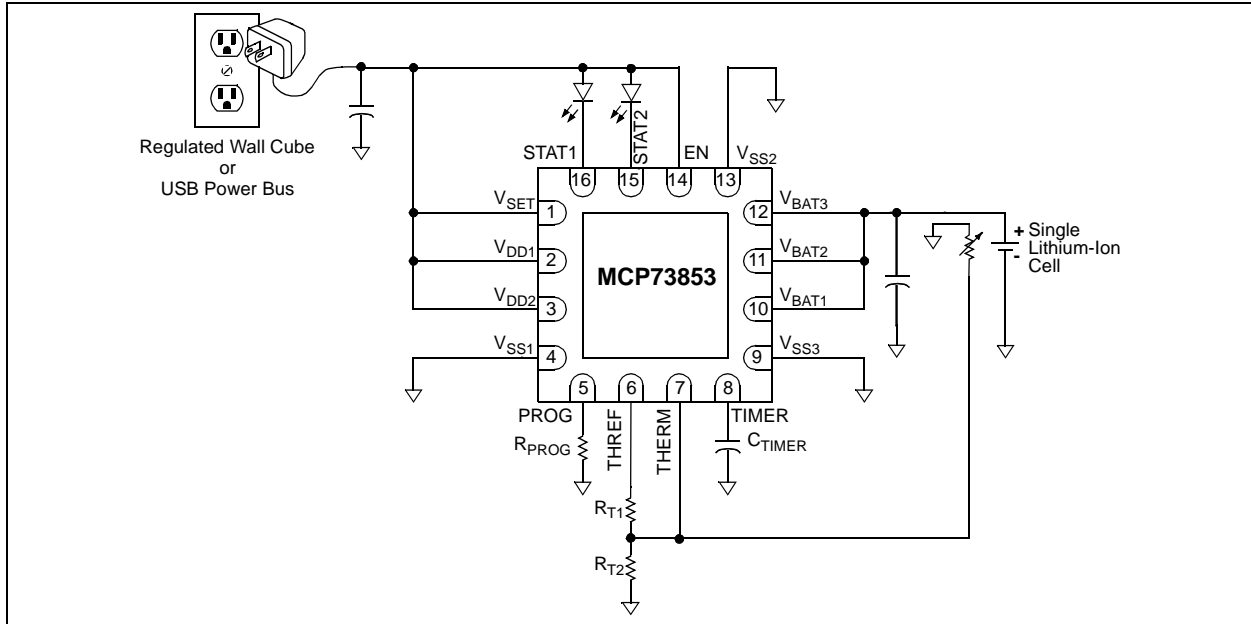 Regulated Wall Cube
or
USB Power Bus
STAT1
STAT2
EN
VSS2
16
15
14
13
VSET
1
VDD1
2
VDD2
3
VSS1
4
MCP73853
12
VBAT3
11
VBAT2
10
VBAT1
9
VSS3
+ Single
- Lithium-Ion
Cell
5
6
7
8
PROG
THREF
THERM
TIMER
RPROG
CTIMER
RT1
RT2